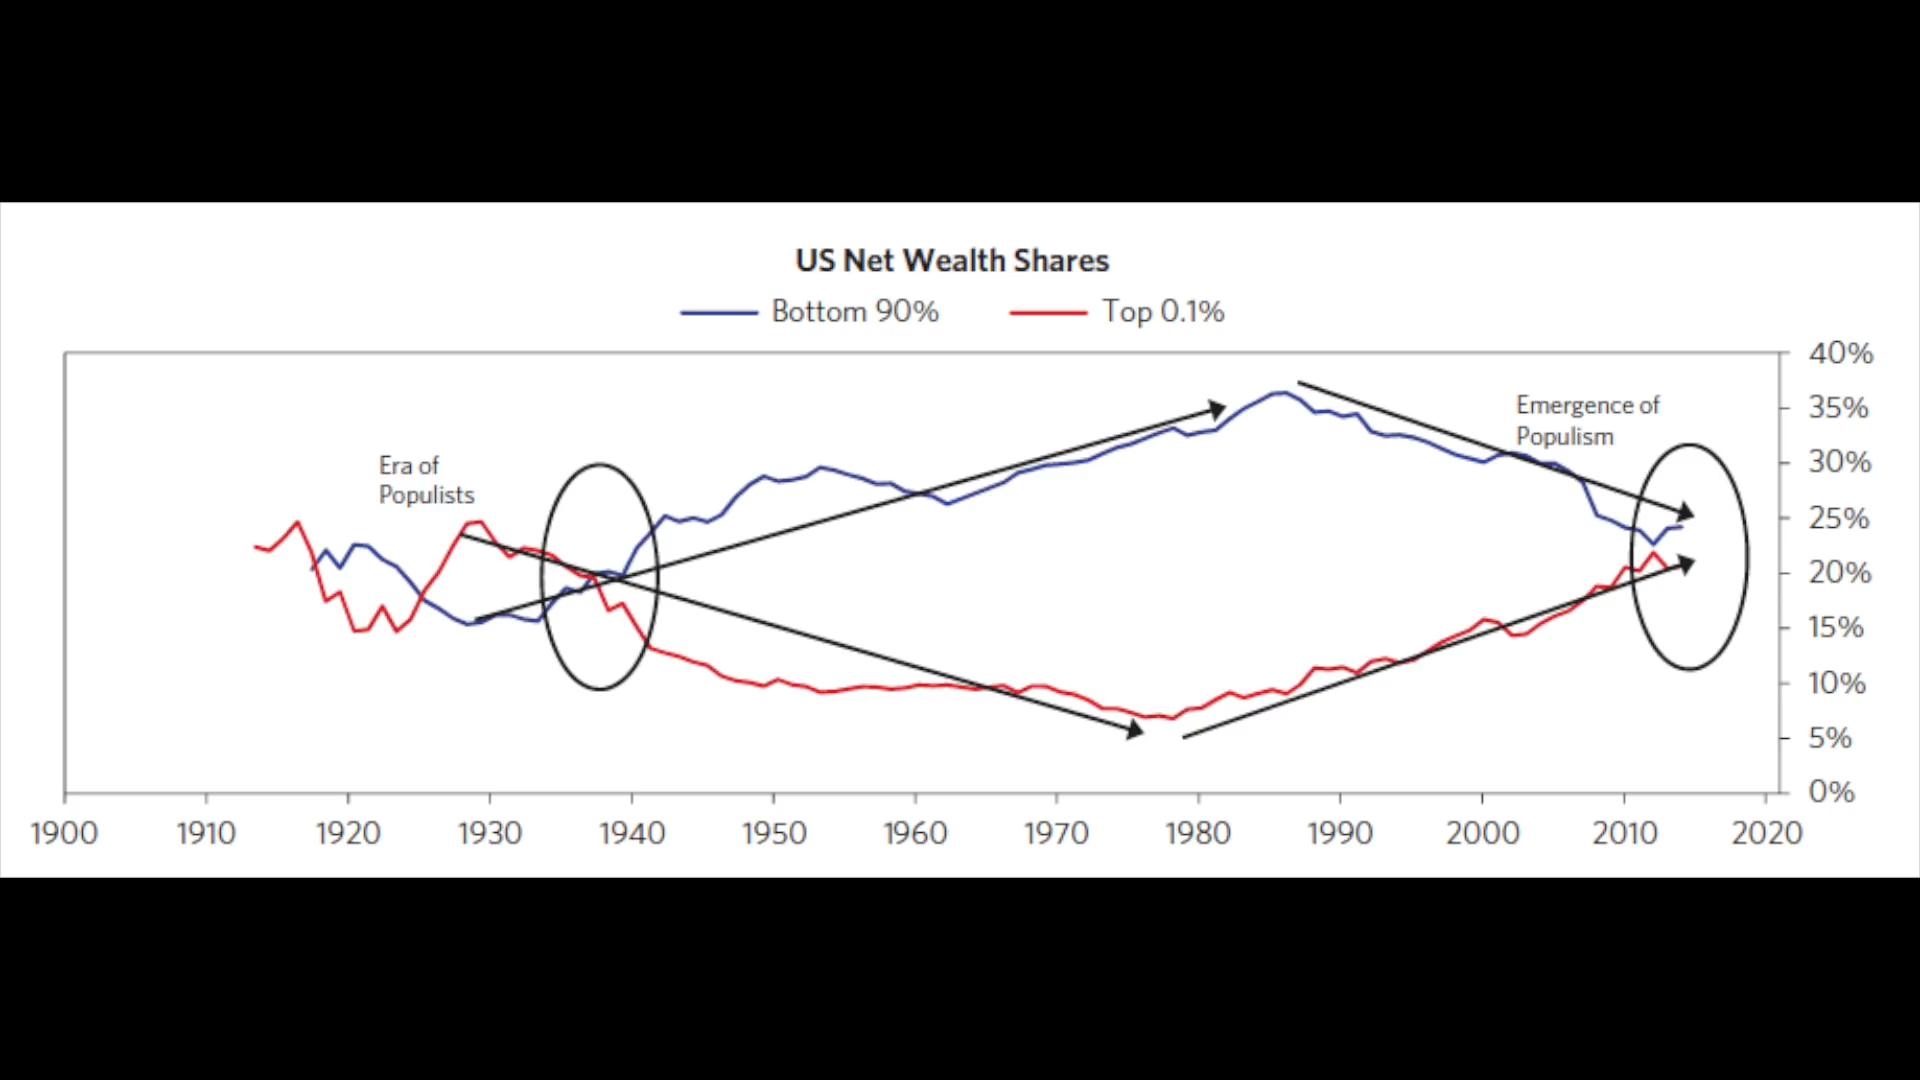 US Net Wealth Shares
Bottom 90% Top 0.1%
40%
Emergence of
Populism
35%
Era of
Populists
30%
25%
20%
15%
10%
5%
0%
1900 1910 1920 1930 1940 1950 1960 1970 1980 1990 2000 2010 2020